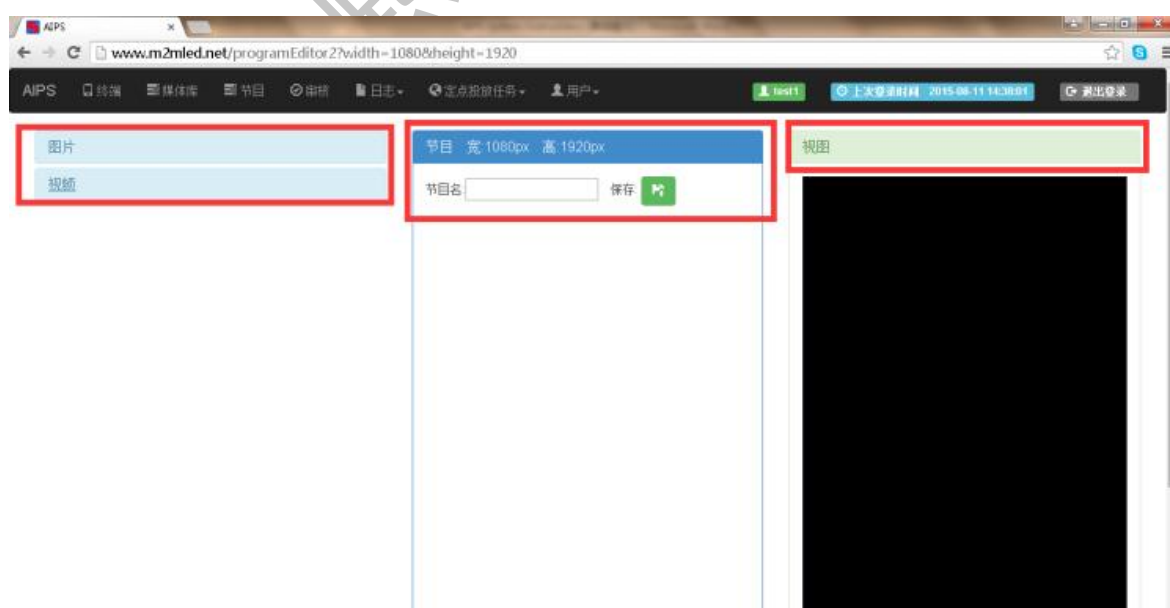 AIPS
www.m2mled.net/programEditor2?width=1080&height=1920
AIPS 终端 媒体库 节目 审核 日志 定点投放任务 用户 test1 上次登录时间 2015-08-11 14:38:01 退出登录
图片
视频
节目 宽:1080px 高:1920px
节目名 保存
视图